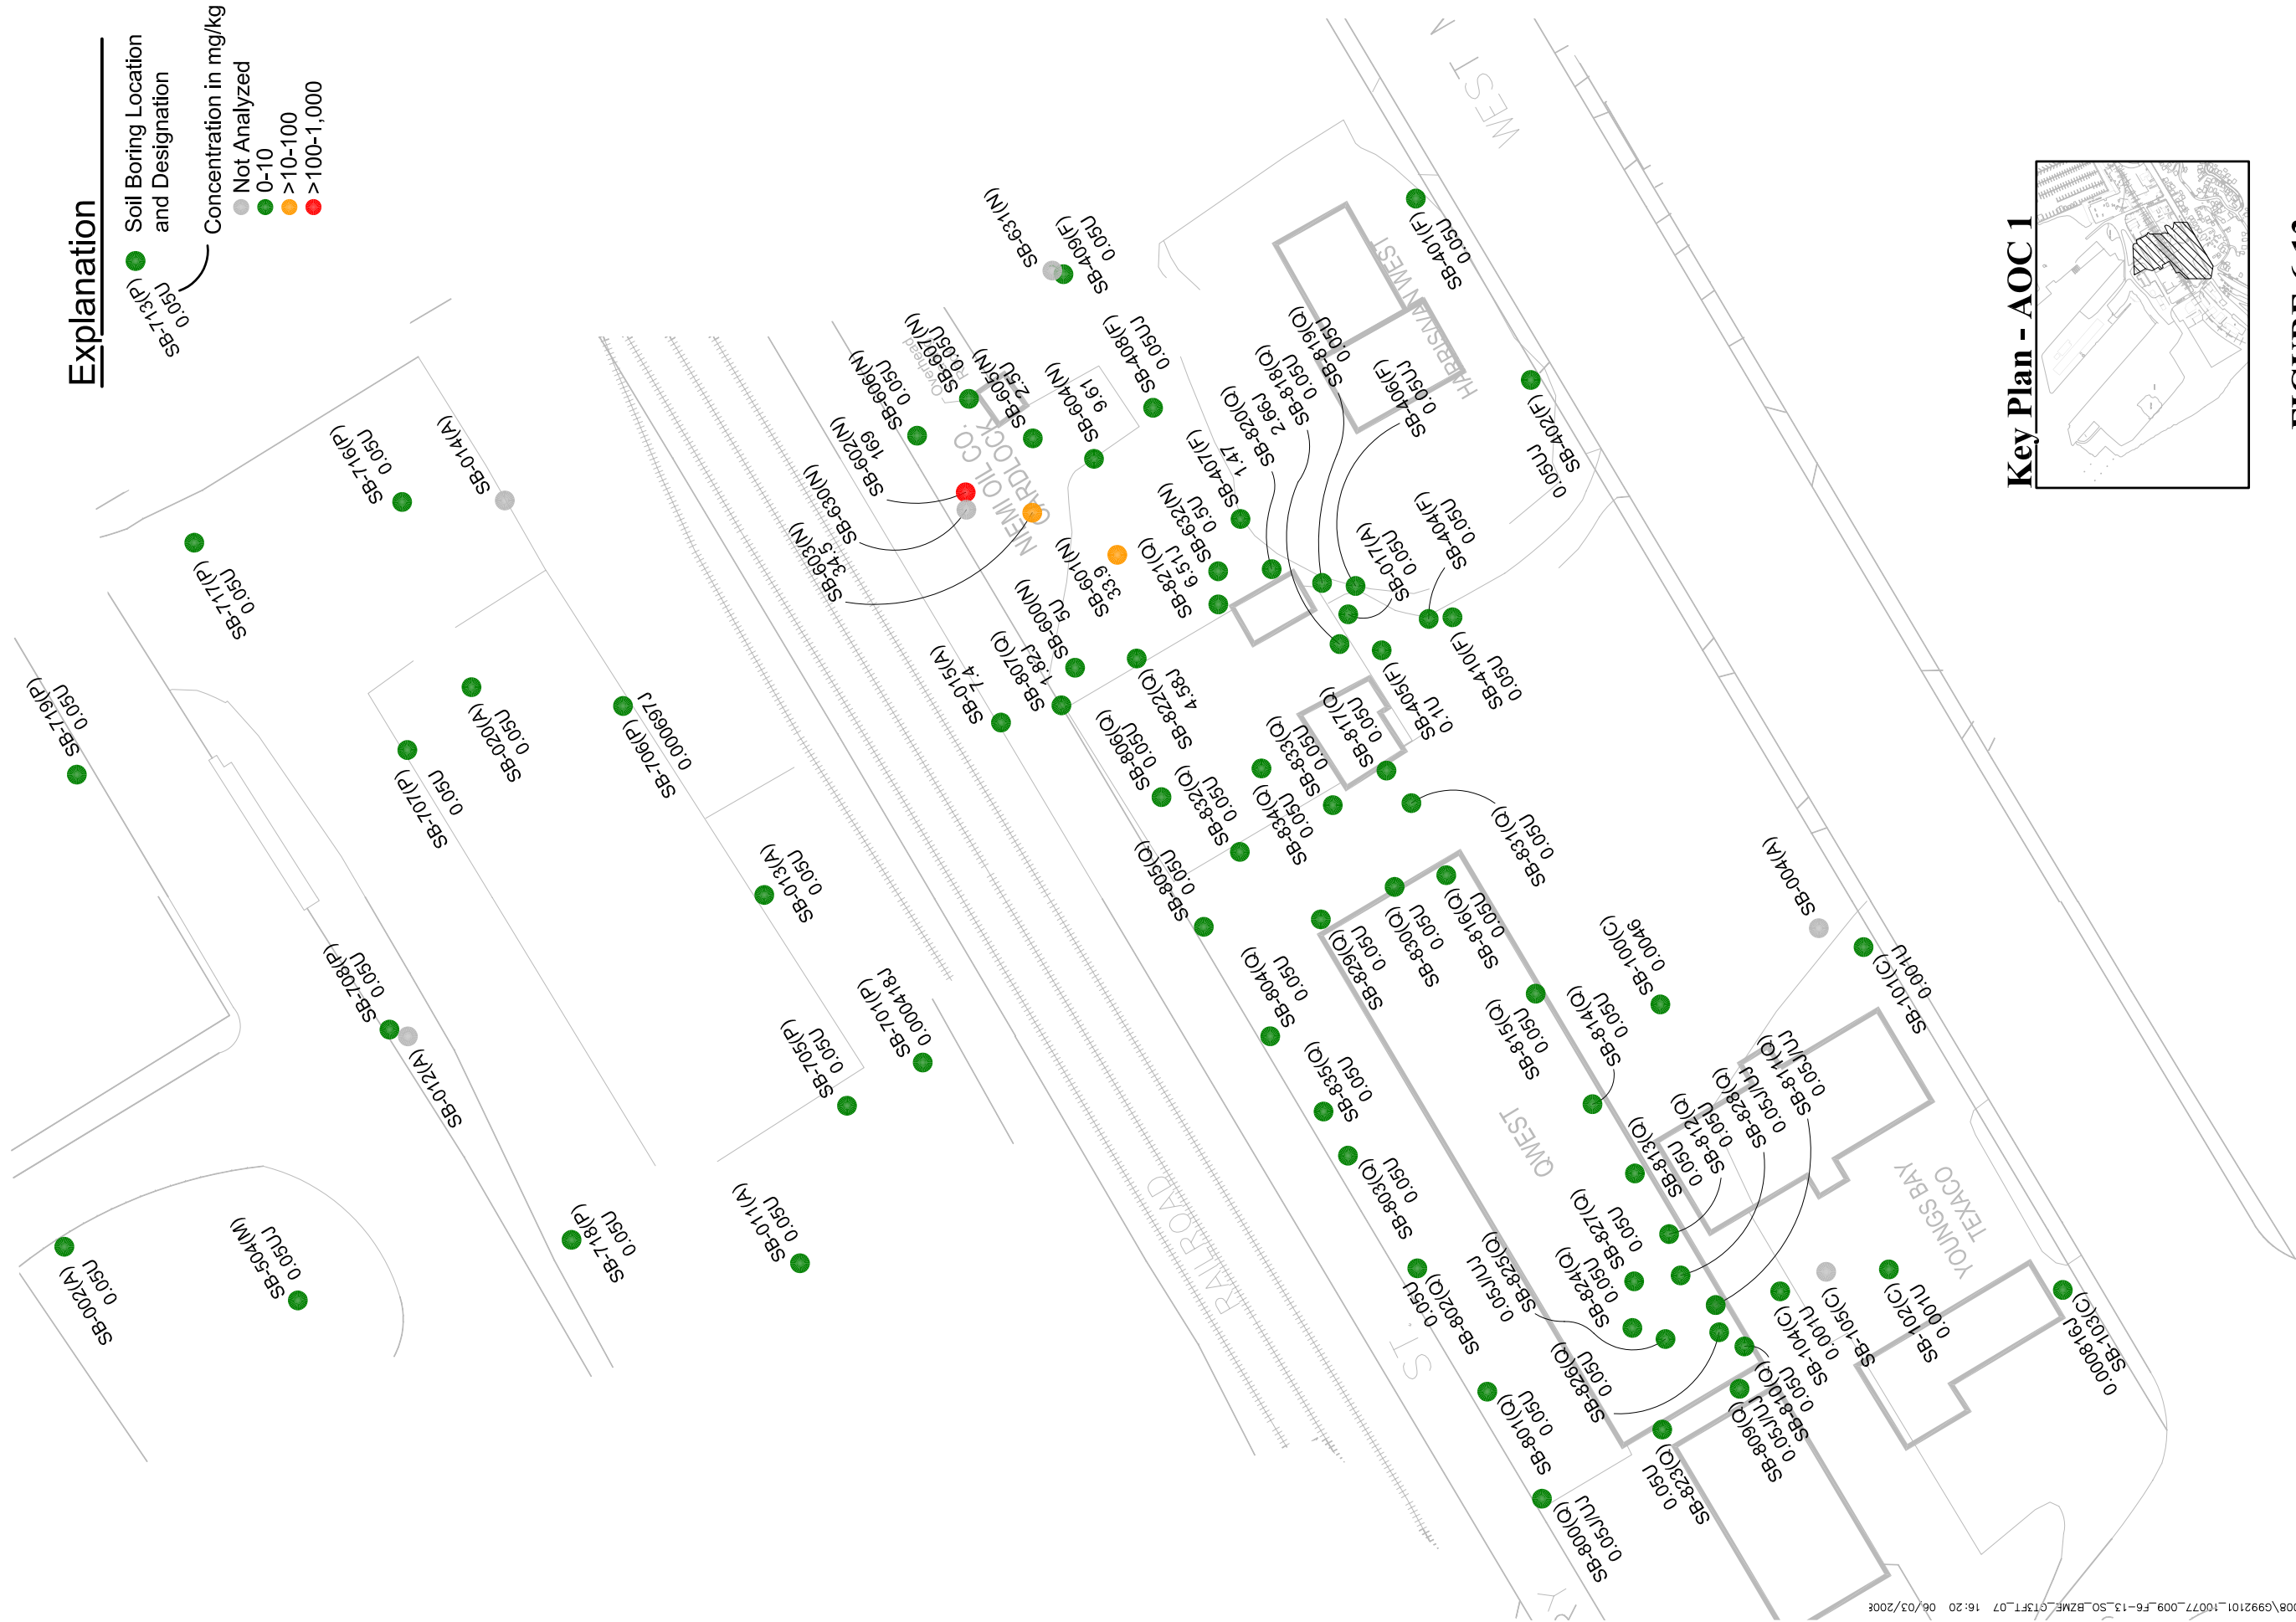 Explanation
SB-713(P)
0.05U
Soil Boring Location
and Designation
Concentration in mg/kg
Not Analyzed
0-10
>10-100
>100-1,000
SB-719(P)
0.05U
SB-717(P)
0.05U
SB-716(P)
0.05U
SB-014(A)
SB-020(A)
0.05U
SB-707(P)
0.05U
SB-706(P)
0.000697J
SB-013(A)
0.05U
SB-708(P)
0.05U
SB-012(A)
SB-705(P)
0.05U
SB-701(P)
0.000418J
SB-718(P)
0.05U
SB-011(A)
0.05U
SB-002(A)
0.05U
SB-504(M)
0.05UJ
SB-631(N)
SB-409(F)
0.05U
SB-408(F)
0.05UJ
SB-607(N)
0.05U
SB-606(N)
0.05U
SB-605(N)
2.5U
SB-604(N)
9.61
SB-602(N)
169
SB-630(N)
SB-603(N)
34.5
SB-601(N)
33.9
SB-600(N)
5U
SB-807(Q)
1.82J
SB-015(A)
7.4
Overhead
NEMI OIL CO.
CARDLOCK
SB-407(F)
1.47
SB-632(N)
0.5U
SB-821(Q)
6.51J
SB-820(Q)
2.66J
SB-818(Q)
0.05U
SB-819(Q)
0.05U
SB-406(F)
0.05UJ
SB-017(A)
0.05U
SB-404(F)
0.05U
SB-410(F)
0.05U
SB-405(F)
0.1U
SB-401(F)
0.05U
SB-402(F)
0.05UJ
HARRISVAN WEST
WEST
SB-822(Q)
4.58J
SB-806(Q)
0.05U
SB-832(Q)
0.05U
SB-833(Q)
0.05U
SB-834(Q)
0.05U
SB-817(Q)
0.05U
SB-831(Q)
0.05U
SB-805(Q)
0.05U
SB-804(Q)
0.05U
SB-835(Q)
0.05U
SB-803(Q)
0.05U
SB-802(Q)
0.05U
SB-801(Q)
0.05U
SB-800(Q)
0.05J/UJ
SB-829(Q)
0.05U
SB-830(Q)
0.05U
SB-816(Q)
0.05U
SB-815(Q)
0.05U
SB-814(Q)
0.05U
SB-813(Q)
0.05U
SB-812(Q)
0.05U
SB-828(Q)
0.05J/UJ
SB-811(Q)
0.05J/UJ
SB-827(Q)
0.05U
SB-824(Q)
0.05U
SB-825(Q)
0.05J/UJ
SB-826(Q)
0.05U
SB-823(Q)
0.05U
SB-809(Q)
0.05J/UJ
SB-810(Q)
0.05U
SB-100(C)
0.0046
SB-004(A)
SB-101(C)
0.001U
SB-104(C)
0.001U
SB-105(C)
SB-102(C)
0.001U
SB-103(C)
0.000816J
QWEST
YOUNGS BAY
TEXACO
RAILROAD
ST.
Key Plan - AOC 1
16:20 06/03/2008